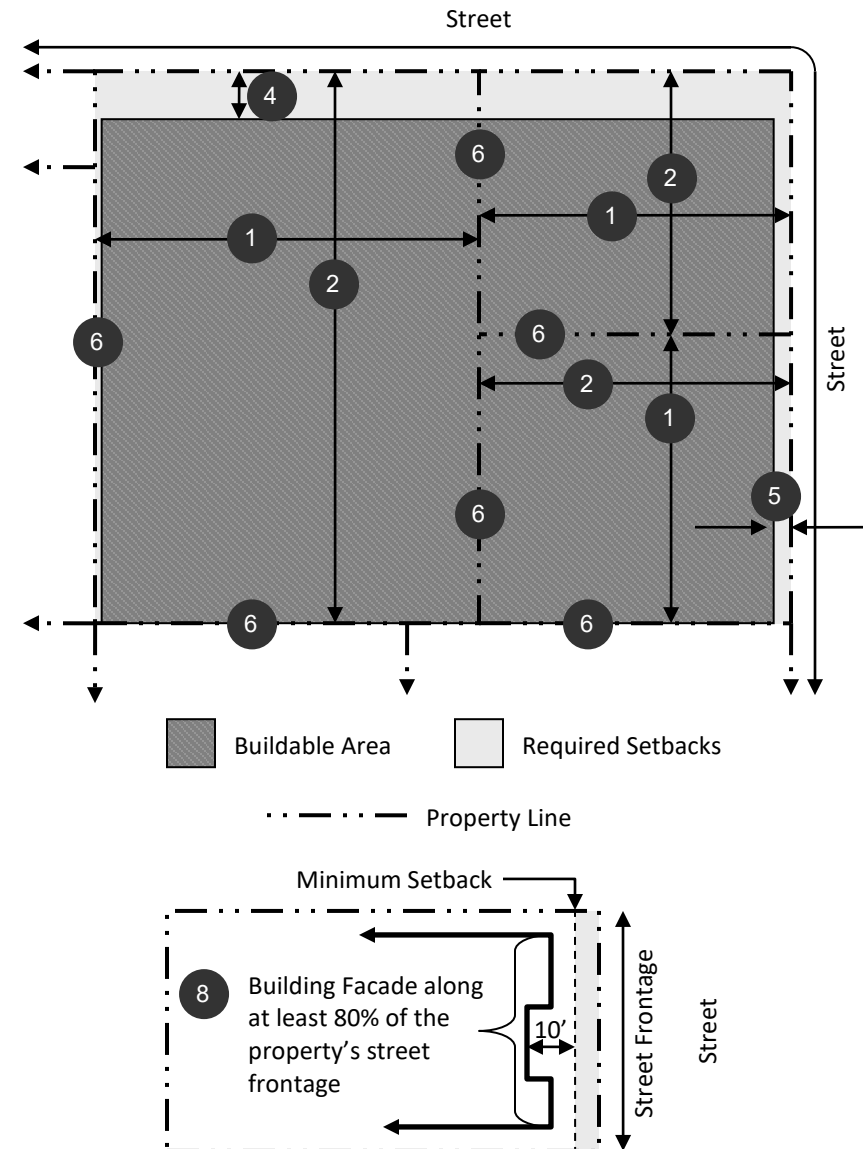 Street
4
6
2
1
1
2
6
6
2
Street
1
5
6
6
6
Buildable Area
Required Setbacks
Property Line
Minimum Setback
8
Building Facade along
at least 80% of the
property’s street
frontage
10’
Street Frontage
Street